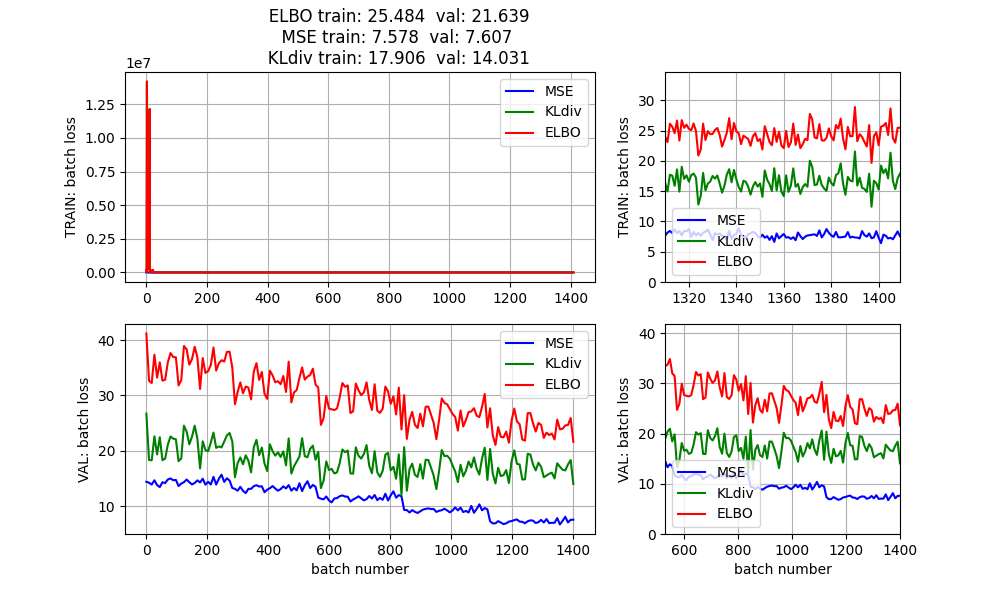 ELBO train: 25.484 val: 21.639
MSE train: 7.578 val: 7.607
KLdiv train: 17.906 val: 14.031
1e7
TRAIN: batch loss
1.25
1.00
0.75
0.50
0.25
0.00
0 200 400 600 800 1000 1200 1400
MSE
KLdiv
ELBO
TRAIN: batch loss
30
25
20
15
10
5
0
1320 1340 1360 1380 1400
MSE
KLdiv
ELBO
VAL: batch loss
40
30
20
10
0 200 400 600 800 1000 1200 1400
batch number
MSE
KLdiv
ELBO
VAL: batch loss
40
30
20
10
0
600 800 1000 1200 1400
batch number
MSE
KLdiv
ELBO